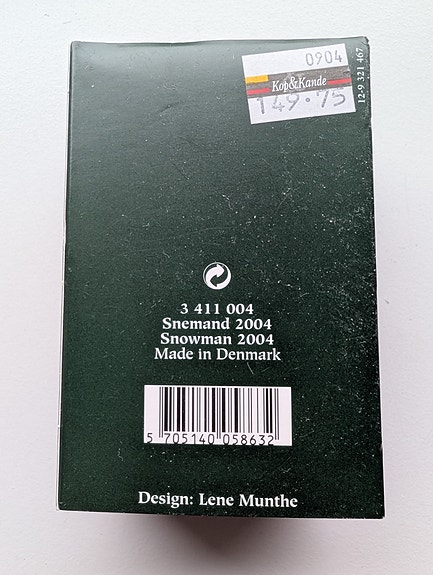 0904
Kop&Kande
149.75
12-9 321 467
3 411 004
Snemand 2004
Snowman 2004
Made in Denmark
5 705140 058632
Design: Lene Munthe